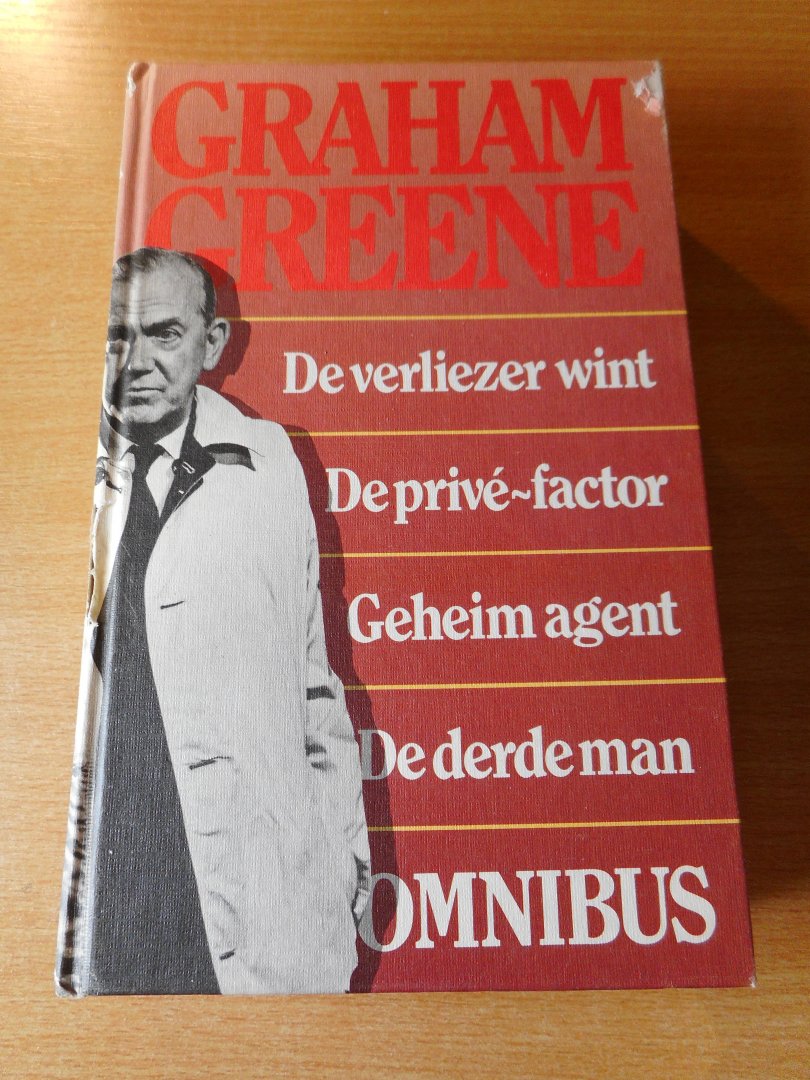 GRAHAM
GREENE
De verliezer wint
De privé~factor
Geheim agent
De derde man
OMNIBUS